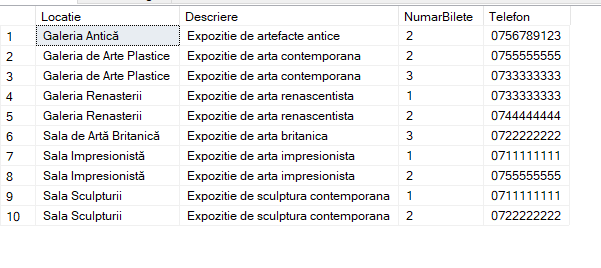 Locatie Descriere NumarBilete Telefon
1 Galeria Antică Expozitie de artefacte antice 2 0756789123
2 Galeria de Arte Plastice Expozitie de arta contemporana 2 0755555555
3 Galeria de Arte Plastice Expozitie de arta contemporana 3 0733333333
4 Galeria Renasterii Expozitie de arta renascentista 1 0733333333
5 Galeria Renasterii Expozitie de arta renascentista 2 0744444444
6 Sala de Artă Britanică Expozitie de arta britanica 3 0722222222
7 Sala Impresionistă Expozitie de arta impresionista 1 0711111111
8 Sala Impresionistă Expozitie de arta impresionista 2 0755555555
9 Sala Sculpturii Expozitie de sculptura contemporana 1 0711111111
10 Sala Sculpturii Expozitie de sculptura contemporana 2 0722222222